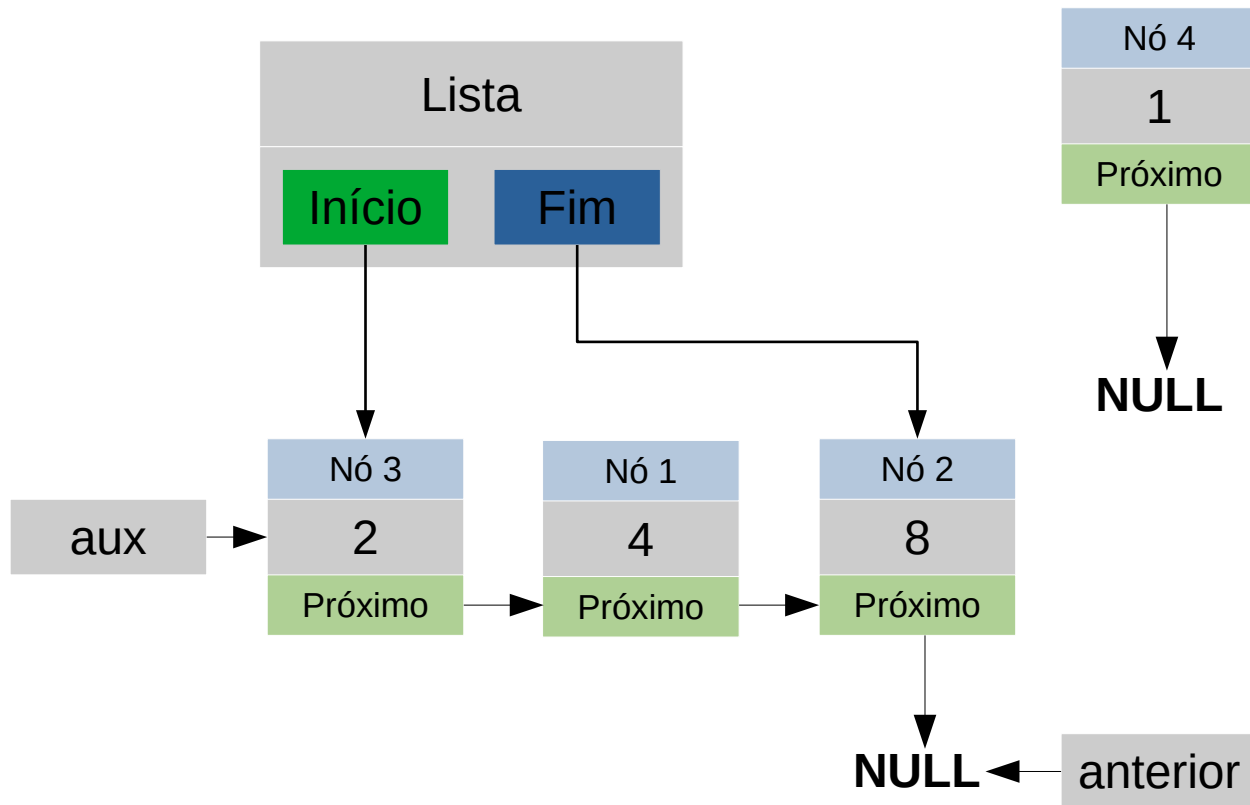 Lista
Início
Fim
Nó 4
1
Próximo
NULL
aux
Nó 3
2
Próximo
Nó 1
4
Próximo
Nó 2
8
Próximo
NULL
anterior